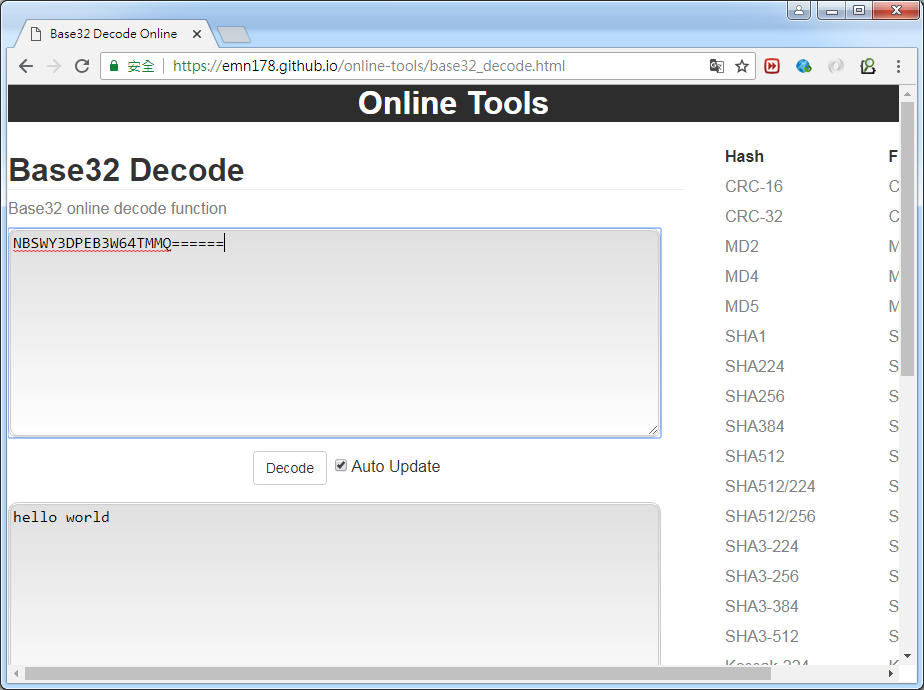 Base32 Decode Online
安全 https://emn178.github.io/online-tools/base32_decode.html
Online Tools
Base32 Decode
Base32 online decode function
NBSWY3DPEB3W64TMMQ======
Decode Auto Update
hello world
Hash
CRC-16
CRC-32
MD2
MD4
MD5
SHA1
SHA224
SHA256
SHA384
SHA512
SHA512/224
SHA512/256
SHA3-224
SHA3-256
SHA3-384
SHA3-512